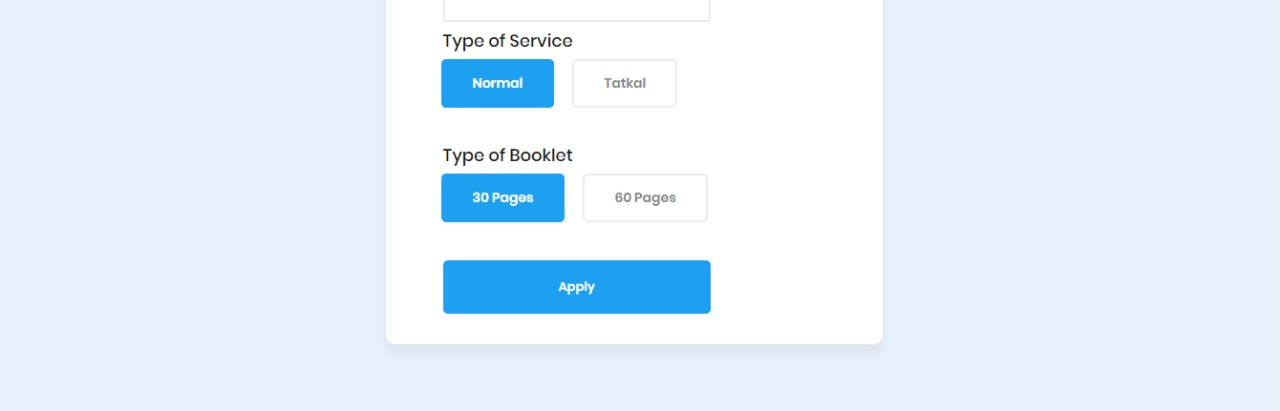 Type of Service
Normal Tatkal
Type of Booklet
30 Pages 60 Pages
Apply